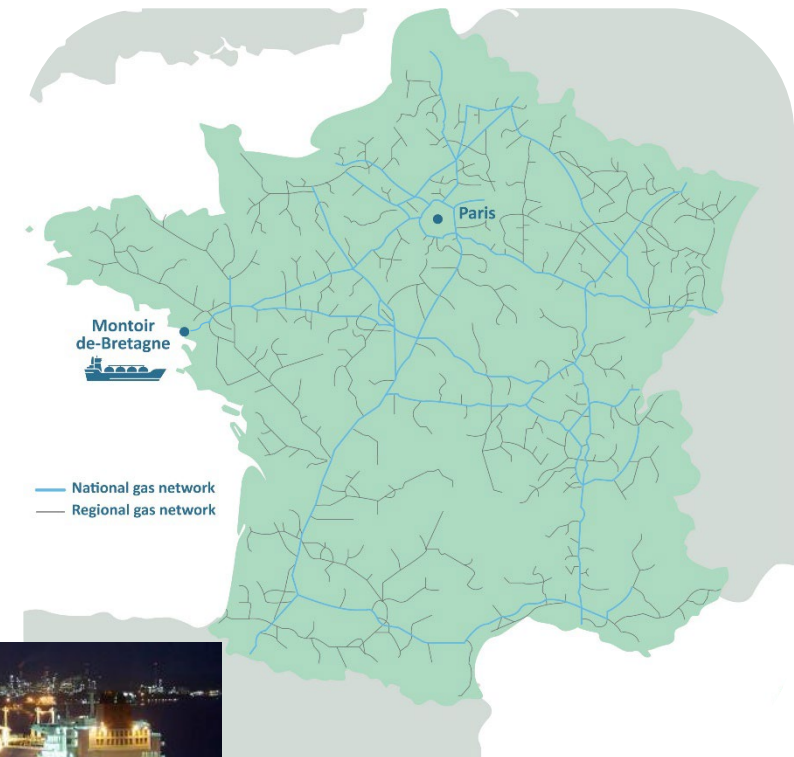 Paris
Montoir
de-Bretagne
National gas network
Regional gas network